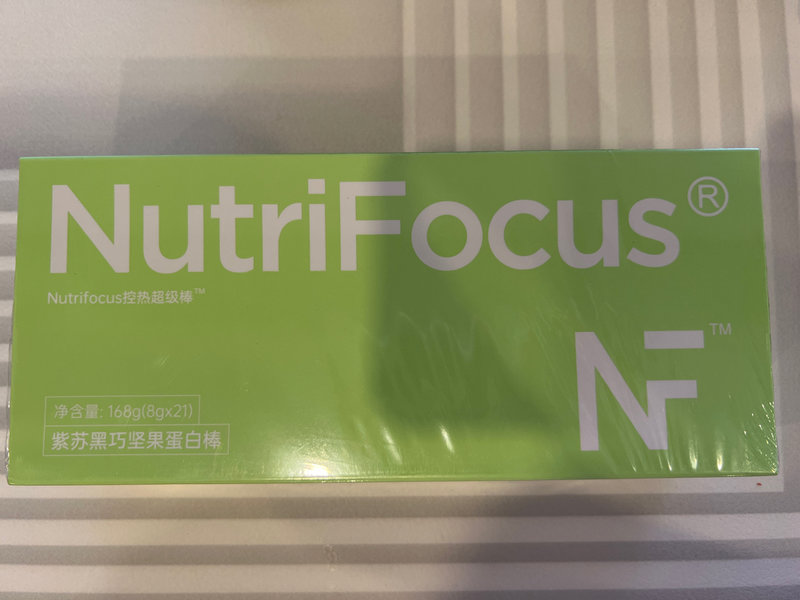 NutriFocus®
Nutrifocus控热超级棒™
NF™
净含量: 168g(8gx21)
紫苏黑巧坚果蛋白棒